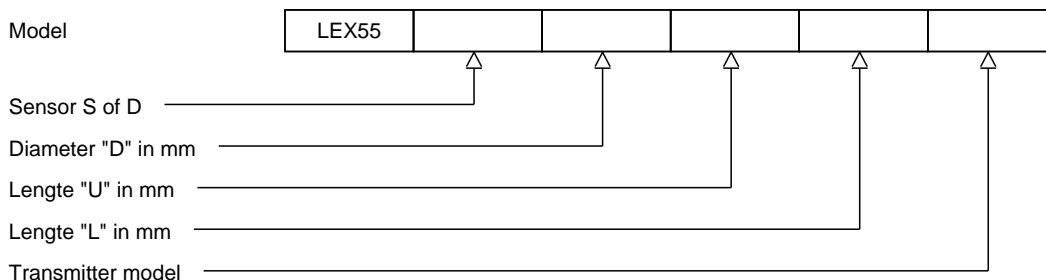 Model LEX55
Sensor S of D
Diameter "D" in mm
Lengte "U" in mm
Lengte "L" in mm
Transmitter model